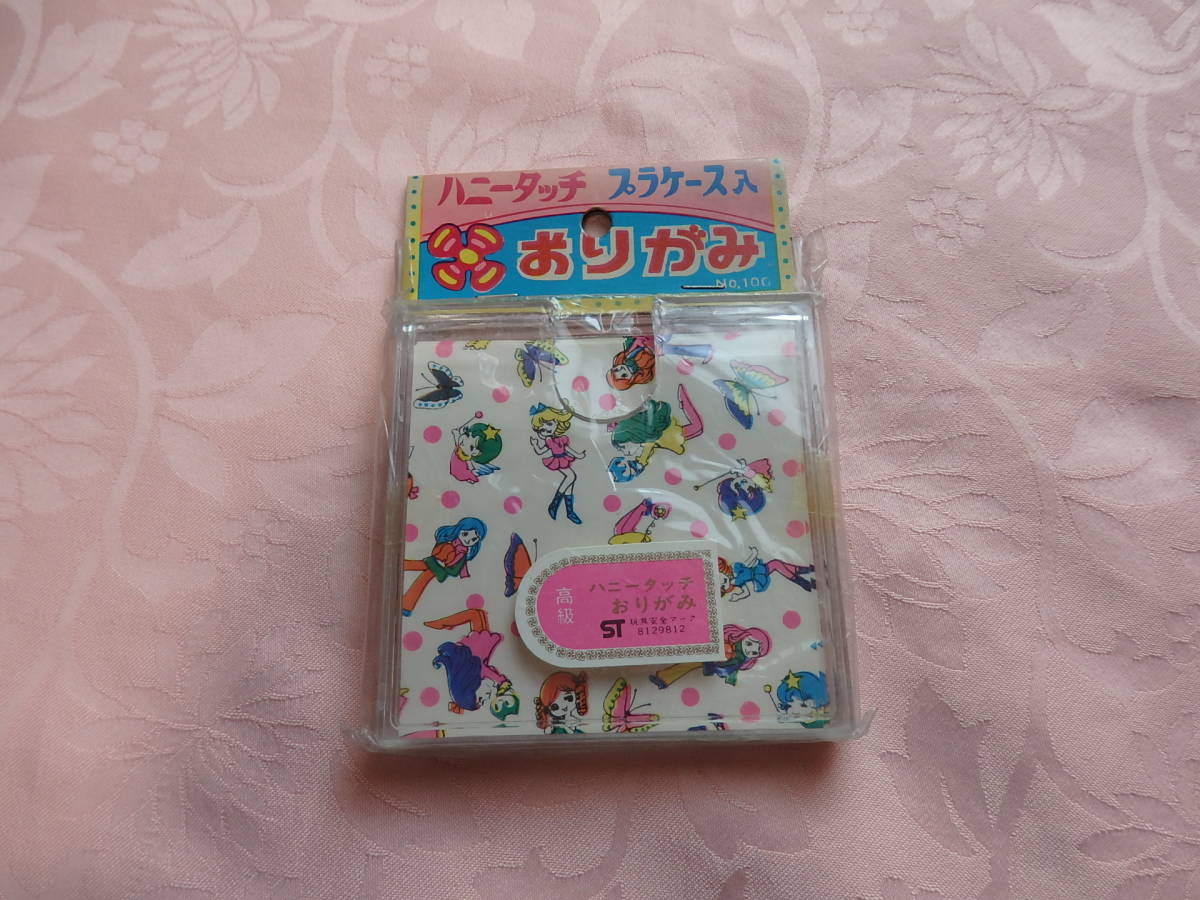 ハニータッチ プラケース入
おりがみ
No.100
高級
ハニータッチ
おりがみ
ST 玩具安全マーク
8129812